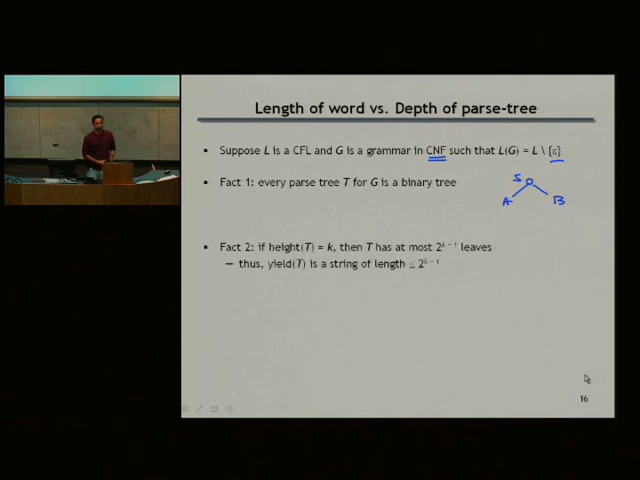 Length of word vs. Depth of parse-tree
▪ Suppose L is a CFL and G is a grammar in CNF such that L(G) = L \ {ε}
▪ Fact 1: every parse tree T for G is a binary tree
S
A B
▪ Fact 2: if height(T) = k, then T has at most 2^{k – 1} leaves
– thus, yield(T) is a string of length ≤ 2^{k – 1}
16